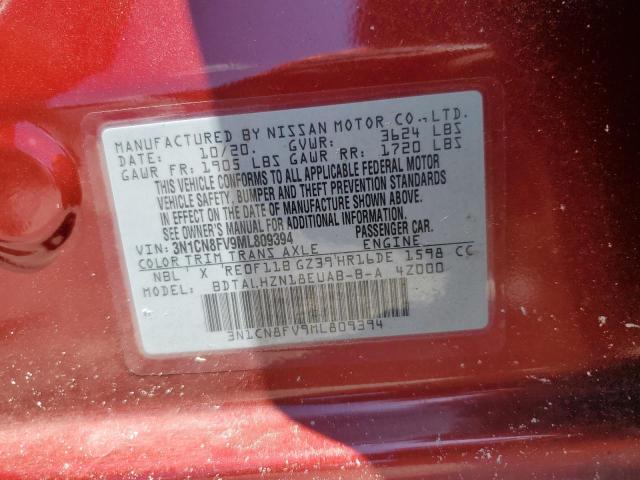 MANUFACTURED BY NISSAN MOTOR CO.,LTD.
DATE: 10/20. GVWR: 3624 LBS
GAWR FR: 1905 LBS GAWR RR: 1720 LBS
THIS VEHICLE CONFORMS TO ALL APPLICABLE FEDERAL MOTOR
VEHICLE SAFETY, BUMPER AND THEFT PREVENTION STANDARDS
IN EFFECT ON THE DATE OF MANUFACTURE SHOWN ABOVE.
SEE OWNER'S MANUAL FOR ADDITIONAL INFORMATION.
VIN: 3N1CN8FV9ML809394 PASSENGER CAR.
COLOR TRIM TRANS AXLE ENGINE
NBL X RE0F11B GZ39 HR16DE 1598 CC
BDTALHZN18EUAB-B-A 4Z000
3N1CN8FV9ML809394